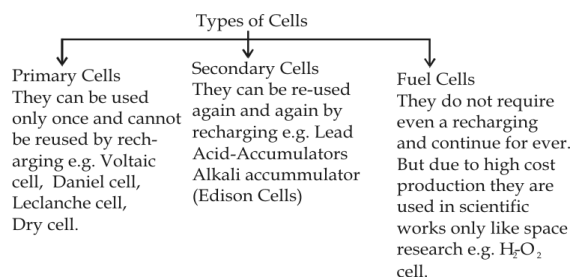 Types of Cells
Primary Cells
They can be used
only once and cannot
be reused by rech-
arging e.g. Voltaic
cell, Daniel cell,
Leclanche cell,
Dry cell.
Secondary Cells
They can be re-used
again and again by
recharging e.g. Lead
Acid-Accumulators
Alkali accummulator
(Edison Cells)
Fuel Cells
They do not require
even a recharging
and continue for ever.
But due to high cost
production they are
used in scientific
works only like space
research e.g. H₂-O₂
cell.